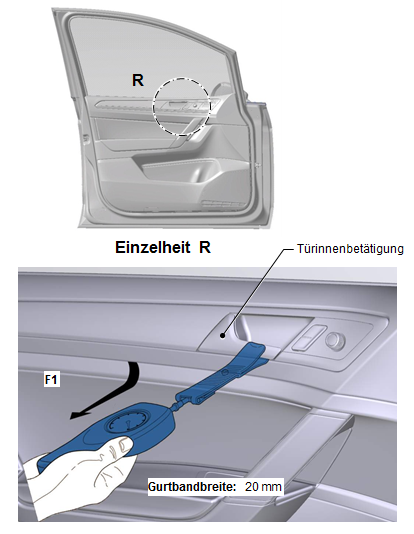 R
Einzelheit R
Türinnenbetätigung
F1
Gurtbandbreite: 20 mm